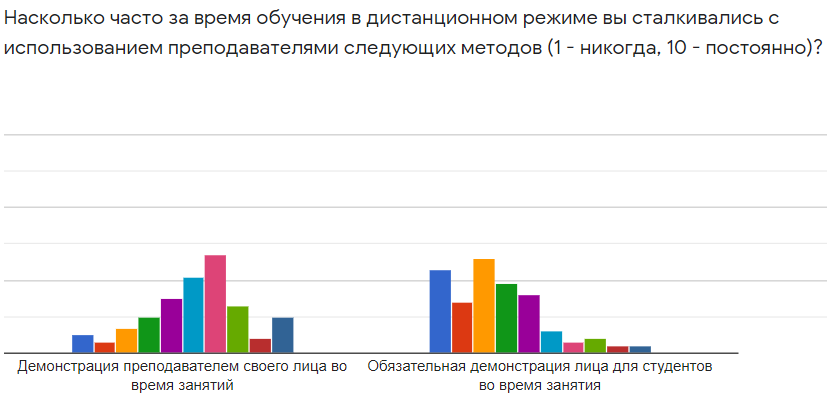 Насколько часто за время обучения в дистанционном режиме вы сталкивались с
использованием преподавателями следующих методов (1 - никогда, 10 - постоянно)?
Демонстрация преподавателем своего лица во
время занятий
Обязательная демонстрация лица для студентов
во время занятия